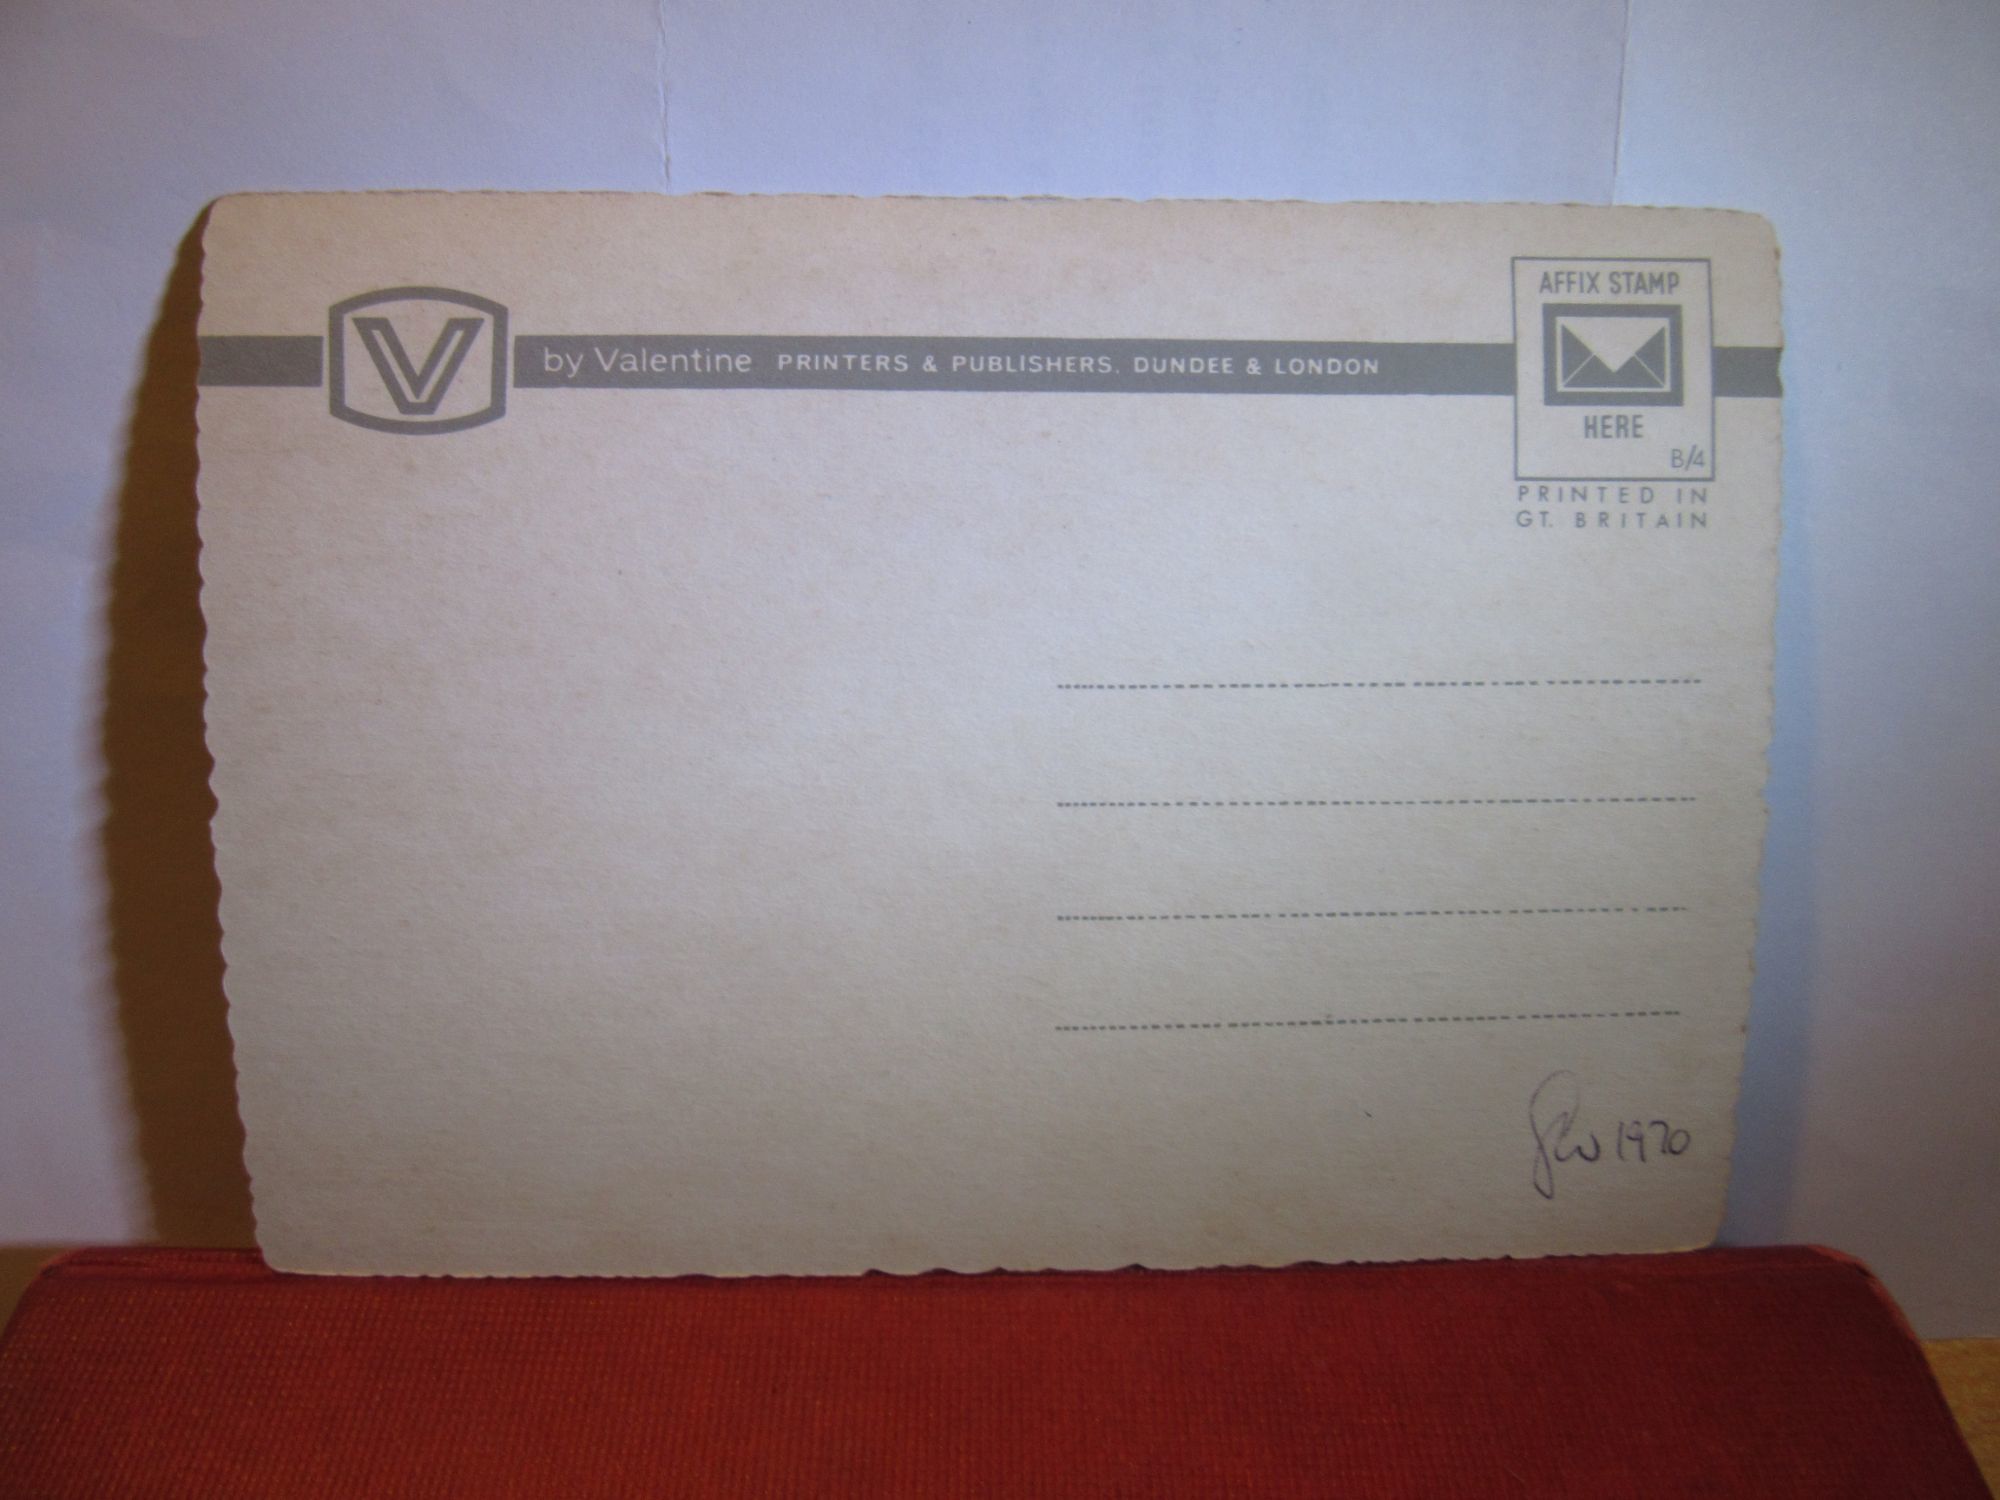 V by Valentine PRINTERS & PUBLISHERS. DUNDEE & LONDON
AFFIX STAMP
HERE
B/4
PRINTED IN
GT. BRITAIN
1970